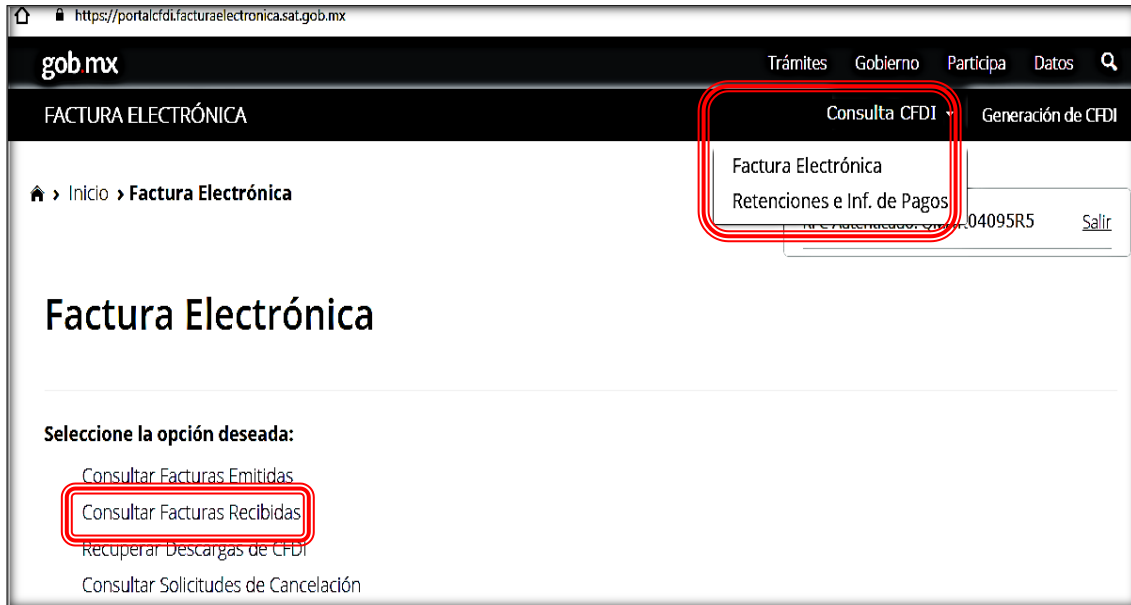 https://portalcfdi.facturaelectronica.sat.gob.mx
gob.mx
Trámites Gobierno Participa Datos
FACTURA ELECTRÓNICA
Consulta CFDI Generación de CFDI
Factura Electrónica
Retenciones e Inf. de Pagos
Inicio › Factura Electrónica
04095R5 Salir
Factura Electrónica
Seleccione la opción deseada:
Consultar Facturas Emitidas
Consultar Facturas Recibidas
Recuperar Descargas de CFDI
Consultar Solicitudes de Cancelación